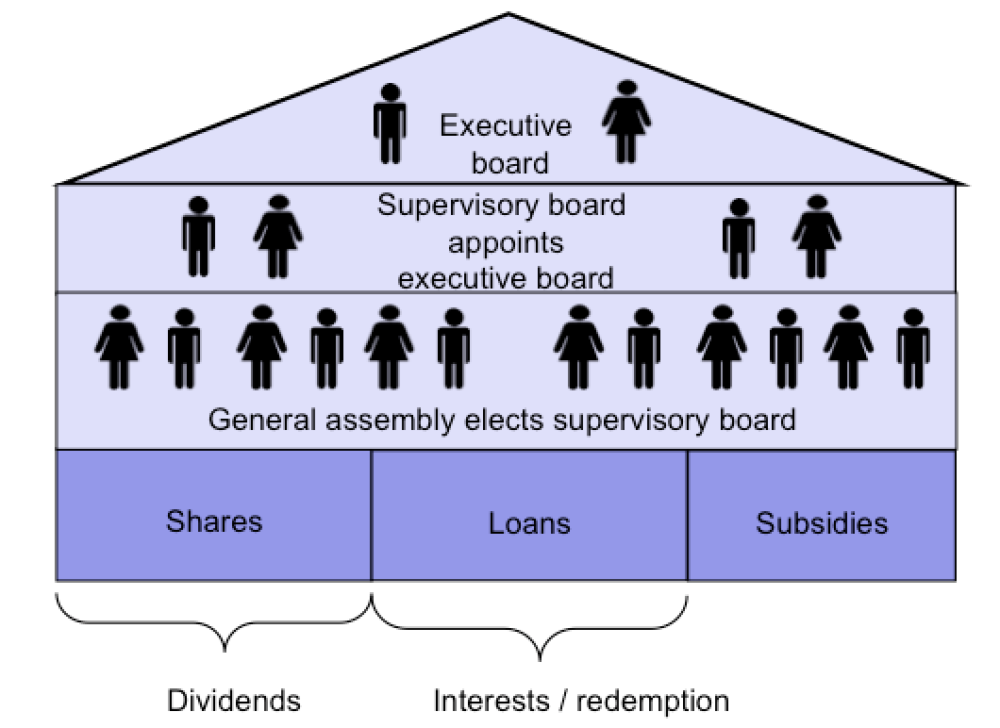 Executive
board
Supervisory board
appoints
executive board
General assembly elects supervisory board
Shares
Loans
Subsidies
Dividends
Interests / redemption